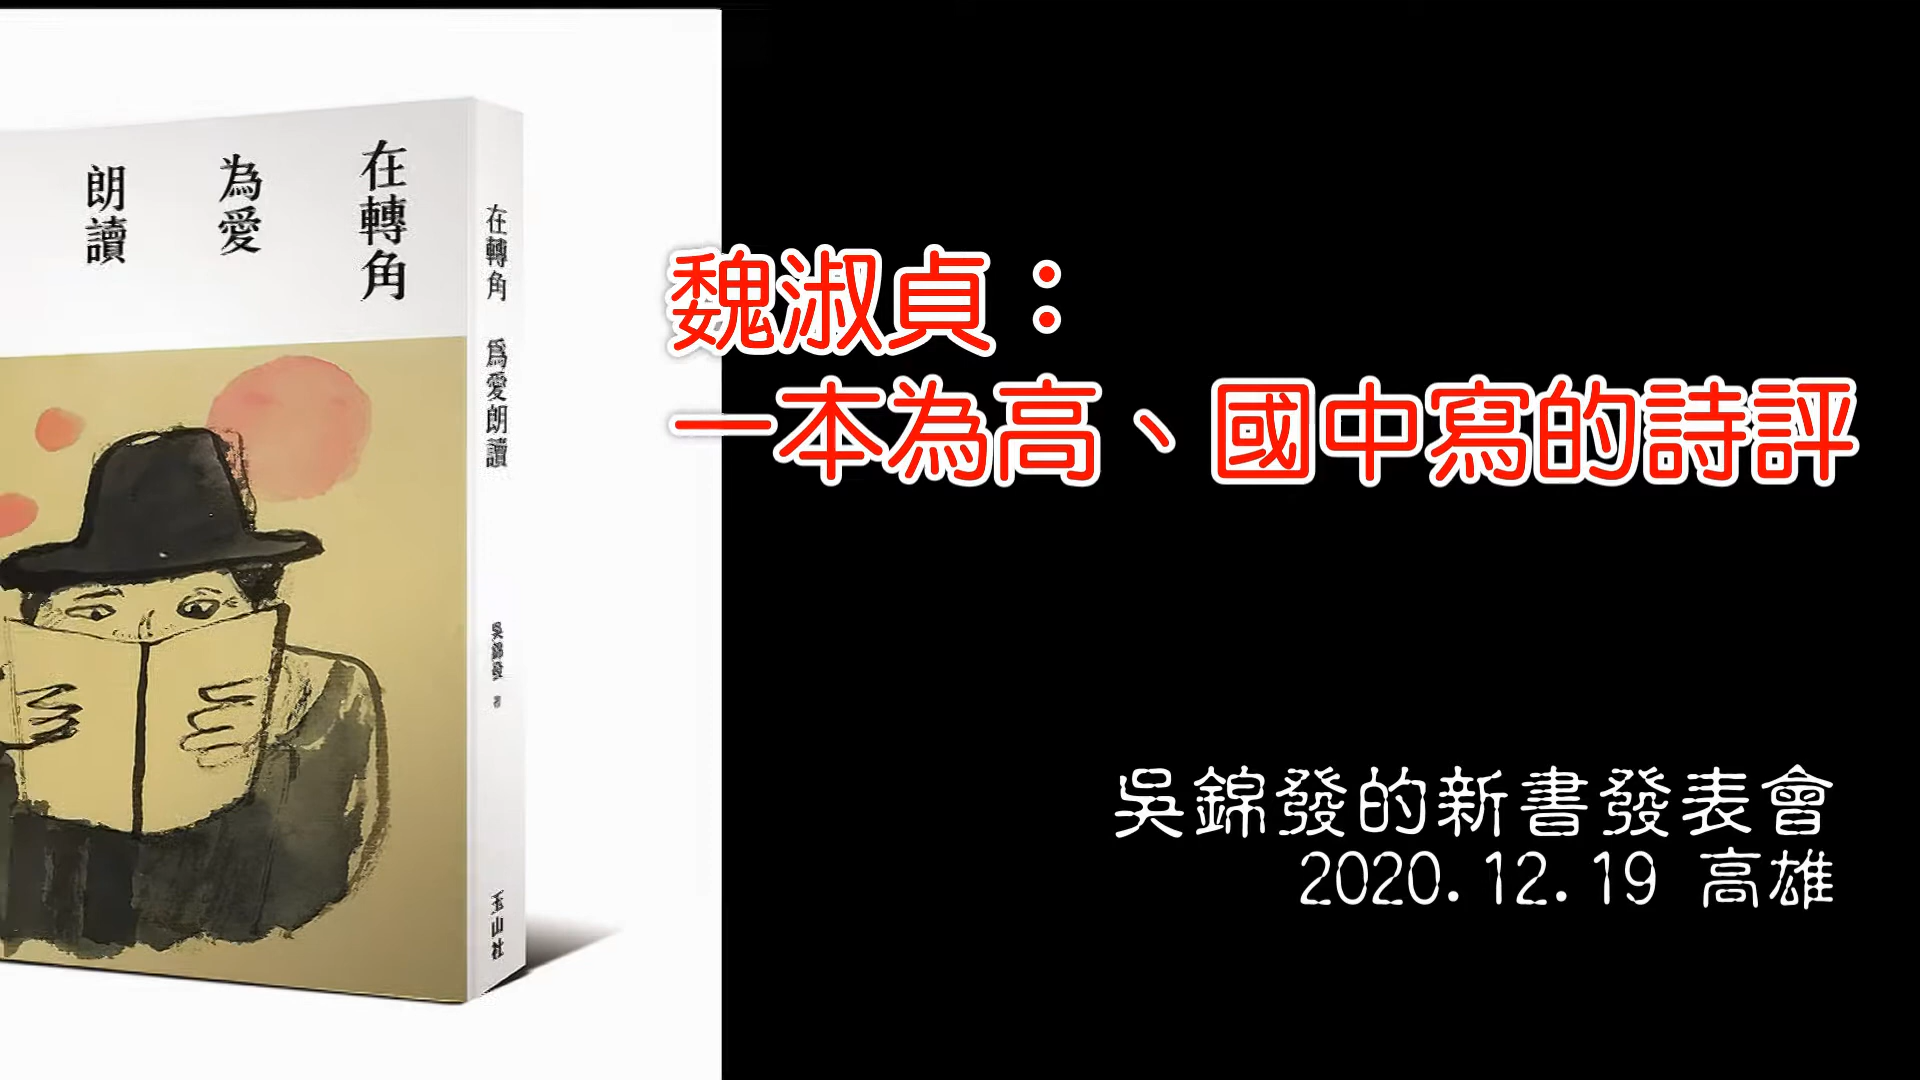 在轉角
為愛
朗讀
在轉角 為愛朗讀
吳錦發 著
玉山社
魏淑貞：
一本為高、國中寫的詩評
吳錦發的新書發表會
2020.12.19 高雄